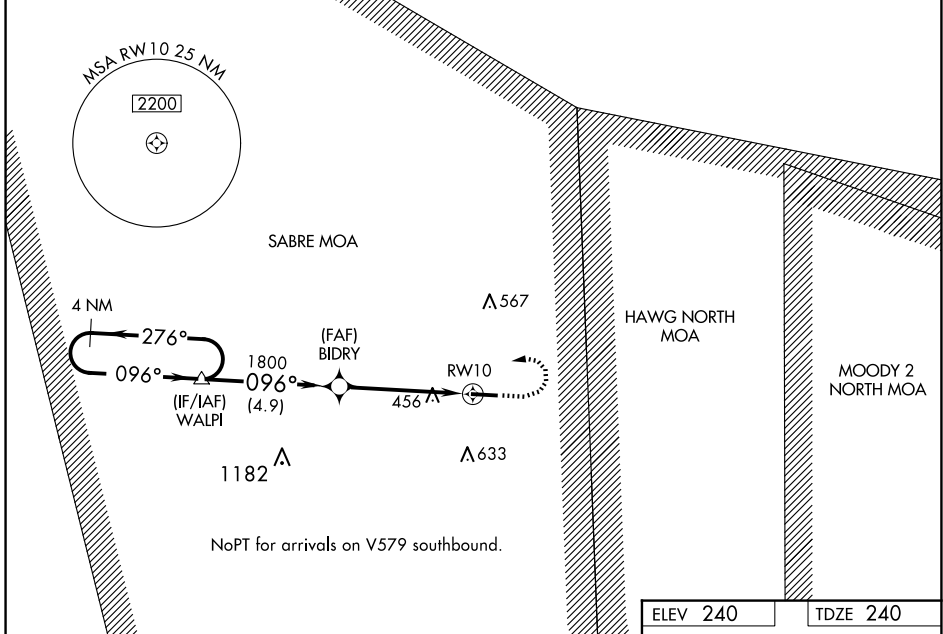 MSA RW10 25 NM
2200
SABRE MOA
4 NM
276°
096°
(IF/IAF)
WALPI
1800
096°
(4.9)
(FAF)
BIDRY
567
RW10
456
633
1182
HAWG NORTH
MOA
MOODY 2
NORTH MOA
NoPT for arrivals on V579 southbound.
ELEV 240
TDZE 240